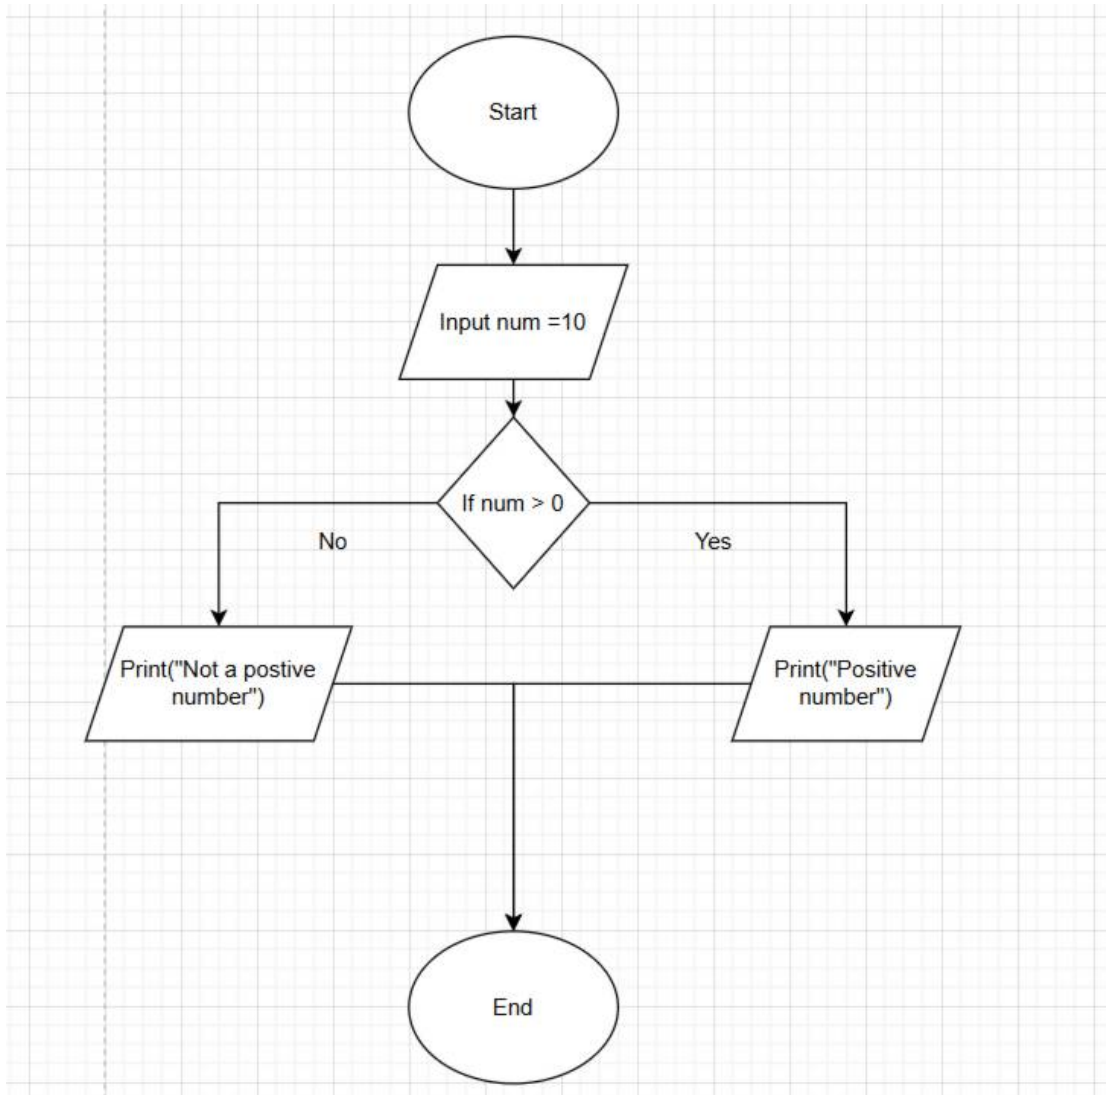 Start
Input num =10
If num > 0
No
Yes
Print("Not a postive
number")
Print("Positive
number")
End